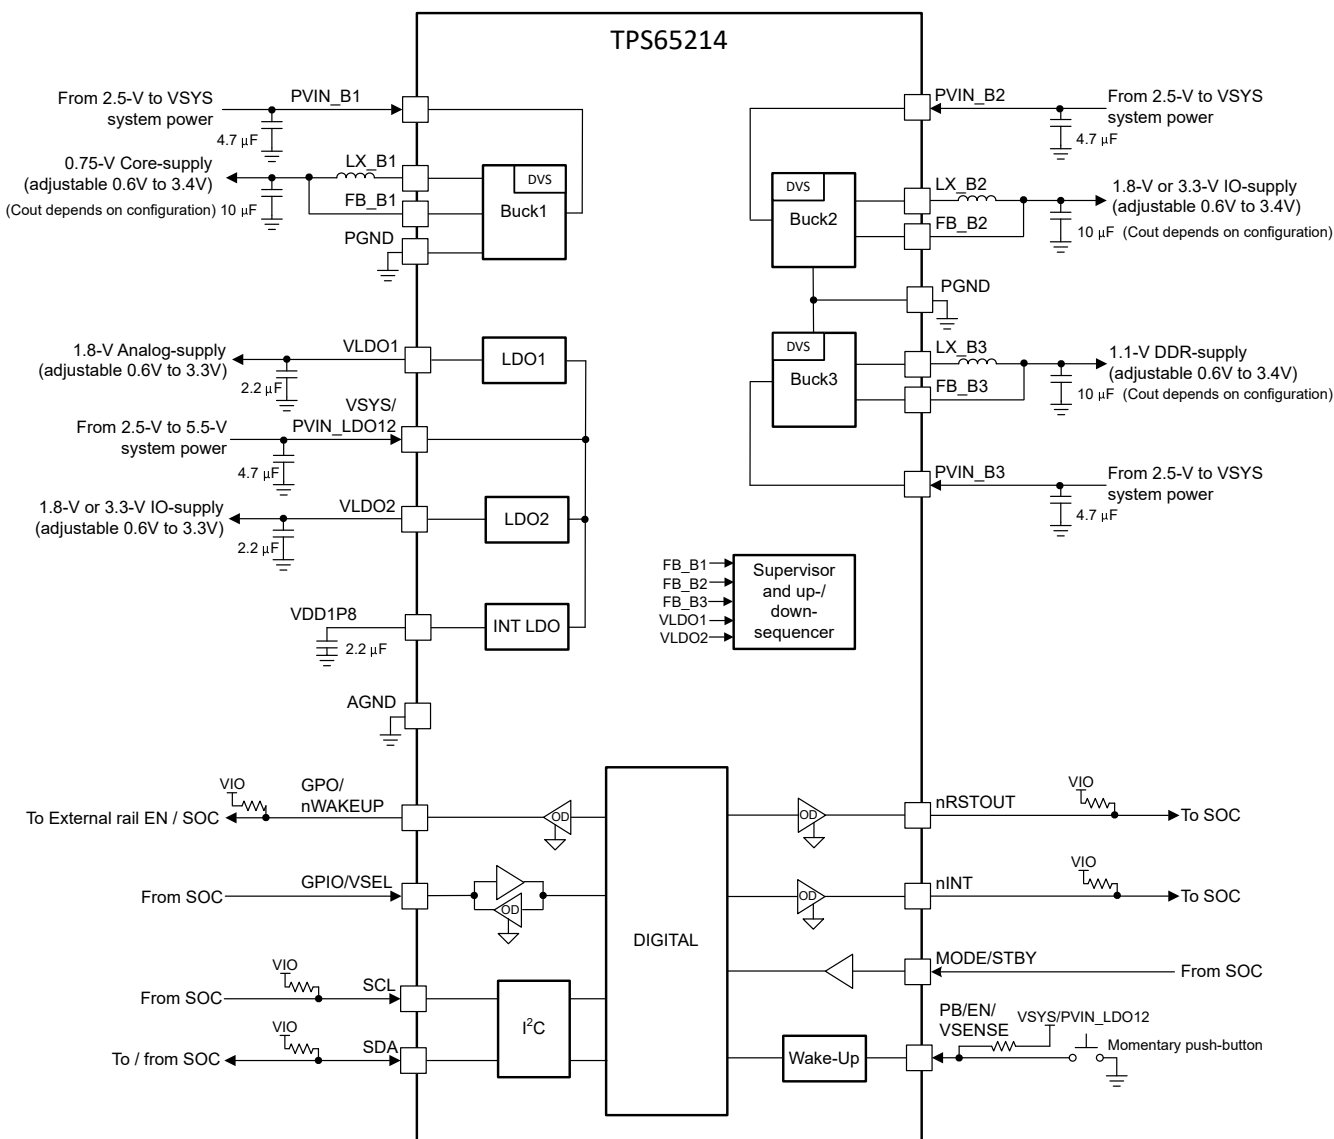 TPS65214
From 2.5-V to VSYS
system power
PVIN_B1
4.7 μF
0.75-V Core-supply
(adjustable 0.6V to 3.4V)
(Cout depends on configuration) 10 μF
LX_B1
FB_B1
PGND
DVS
Buck1
1.8-V Analog-supply
(adjustable 0.6V to 3.3V)
VLDO1
2.2 μF
LDO1
From 2.5-V to 5.5-V
system power
VSYS/
PVIN_LDO12
4.7 μF
1.8-V or 3.3-V IO-supply
(adjustable 0.6V to 3.3V)
VLDO2
2.2 μF
LDO2
VDD1P8
2.2 μF
INT LDO
AGND
PVIN_B2
From 2.5-V to VSYS
system power
4.7 μF
DVS
Buck2
LX_B2
FB_B2
1.8-V or 3.3-V IO-supply
(adjustable 0.6V to 3.4V)
10 μF (Cout depends on configuration)
PGND
DVS
Buck3
LX_B3
FB_B3
1.1-V DDR-supply
(adjustable 0.6V to 3.4V)
10 μF (Cout depends on configuration)
PVIN_B3
From 2.5-V to VSYS
system power
4.7 μF
FB_B1
FB_B2
FB_B3
VLDO1
VLDO2
Supervisor
and up-/
down-
sequencer
VIO
GPO/
nWAKEUP
To External rail EN / SOC
OD
From SOC
GPIO/VSEL
OD
VIO
From SOC
SCL
VIO
To / from SOC
SDA
I²C
DIGITAL
OD
nRSTOUT
VIO
To SOC
OD
nINT
VIO
To SOC
MODE/STBY
From SOC
Wake-Up
PB/EN/
VSENSE
VSYS/PVIN_LDO12
Momentary push-button